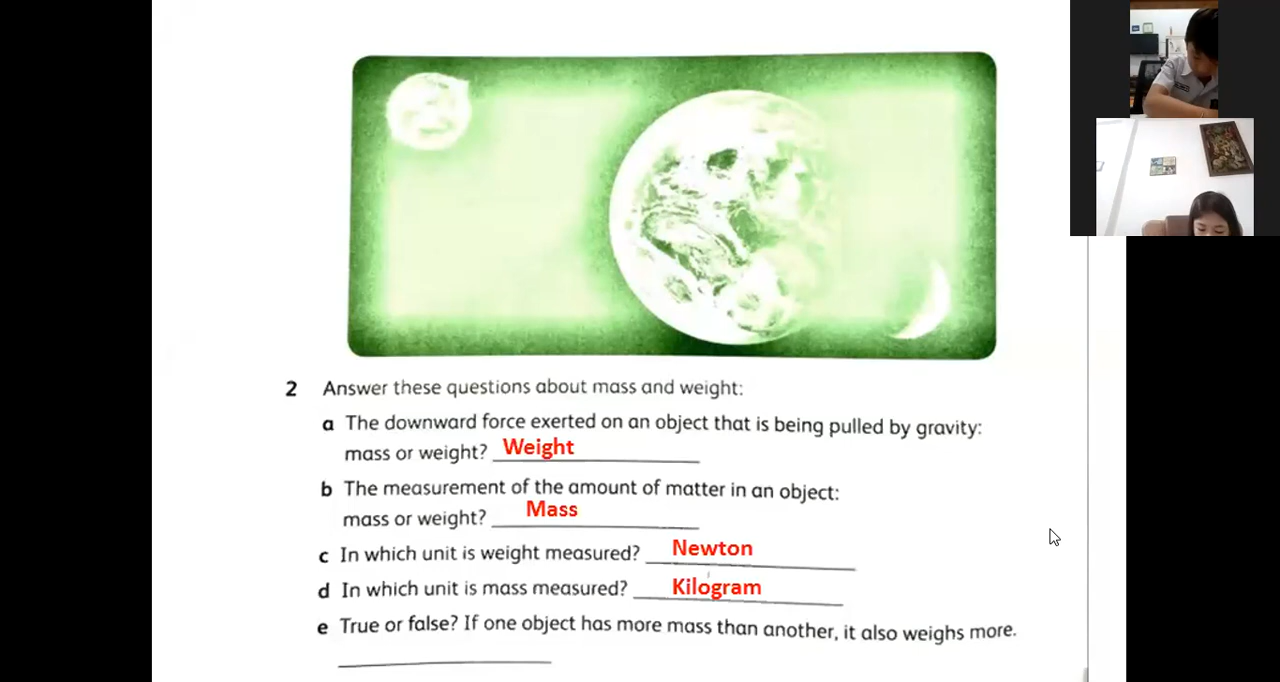 2 Answer these questions about mass and weight:
a The downward force exerted on an object that is being pulled by gravity:
mass or weight? Weight
b The measurement of the amount of matter in an object:
mass or weight? Mass
c In which unit is weight measured? Newton
d In which unit is mass measured? Kilogram
e True or false? If one object has more mass than another, it also weighs more.